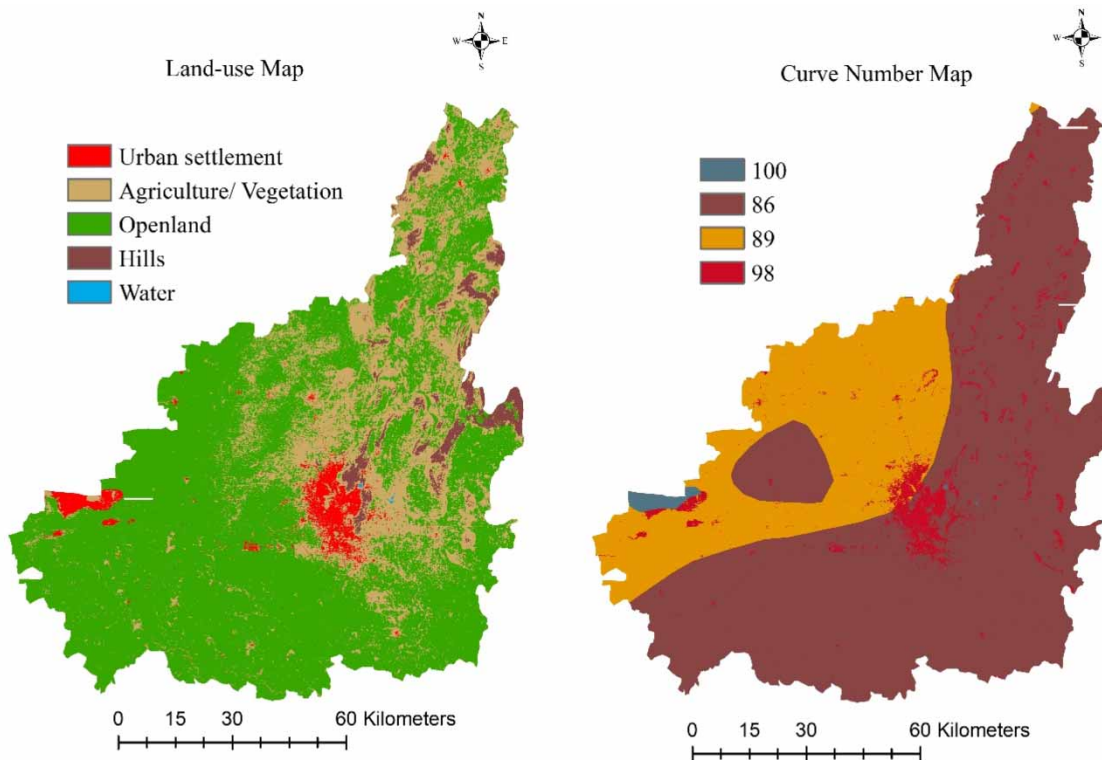 N
W E
S
Land-use Map
Urban settlement
Agriculture/ Vegetation
Openland
Hills
Water
0 15 30 60 Kilometers
N
W E
S
Curve Number Map
100
86
89
98
0 15 30 60 Kilometers